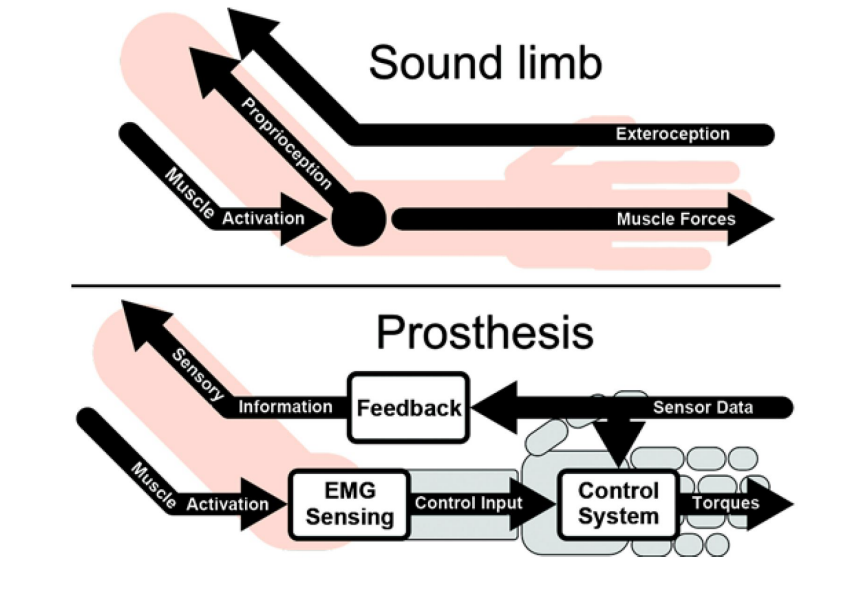 Sound limb
Exteroception
Proprioception
Muscle
Activation
Muscle Forces
Prosthesis
Sensory
Information
Feedback
Sensor Data
Muscle
Activation
EMG
Sensing
Control Input
Control
System
Torques